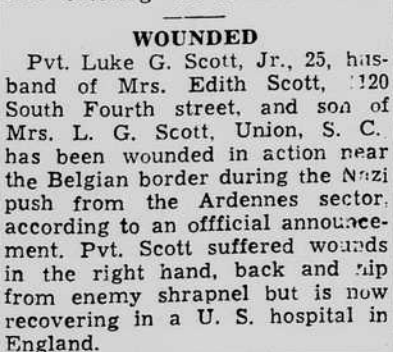 WOUNDED
Pvt. Luke G. Scott, Jr., 25, hus-
band of Mrs. Edith Scott,
South Fourth street, and son of
Mrs. L. G. Scott, Union, S. C.
has been wounded in action near
the Belgian border during the Nazi
push from the Ardennes sector,
according to an offficial announce-
ment. Pvt. Scott suffered wounds
in the right hand, back and hip
from enemy shrapnel but is now
recovering in a U. S. hospital in
England.